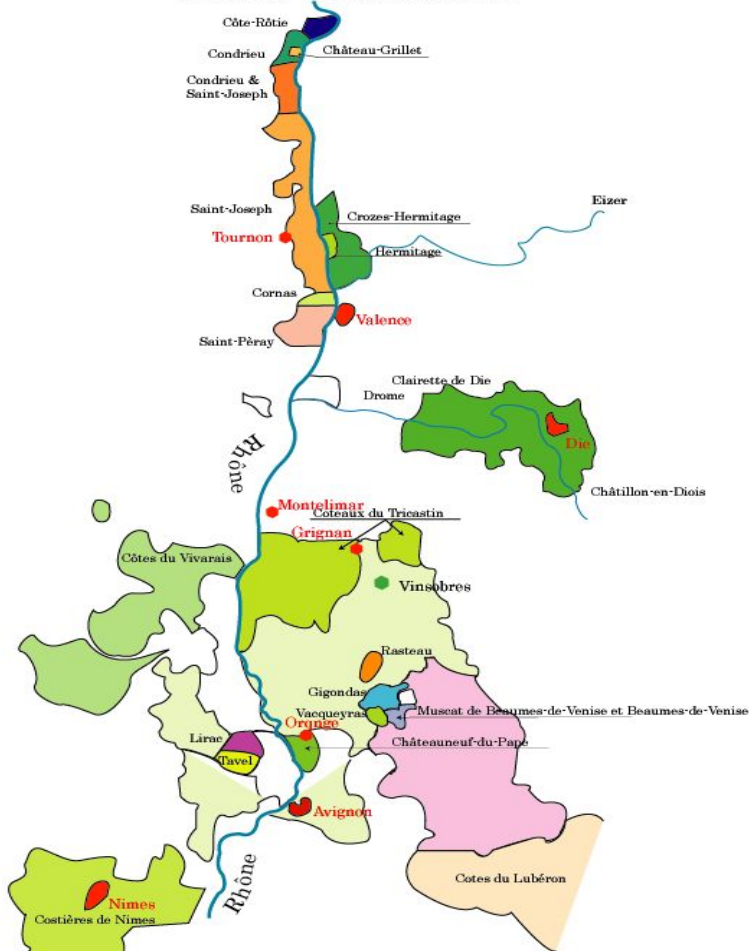 Côte-Rôtie
Condrieu
Château-Grillet
Condrieu &
Saint-Joseph
Saint-Joseph
Eizer
Crozes-Hermitage
Tournon
Hermitage
Cornas
Valence
Saint-Pèray
Clairette de Die
Drome
Rhône
Die
Châtillon-en-Diois
Montelimar
Coteaux du Tricastin
Grignan
Côtes du Vivarais
Vinsobres
Rasteau
Gigondas
Vacqueyras
Muscat de Beaumes-de-Venise et Beaumes-de-Venise
Orqnge
Lirac
Châteauneuf-du-Pape
Tavel
Avignon
Rhône
Cotes du Lubéron
Nimes
Costières de Nimes